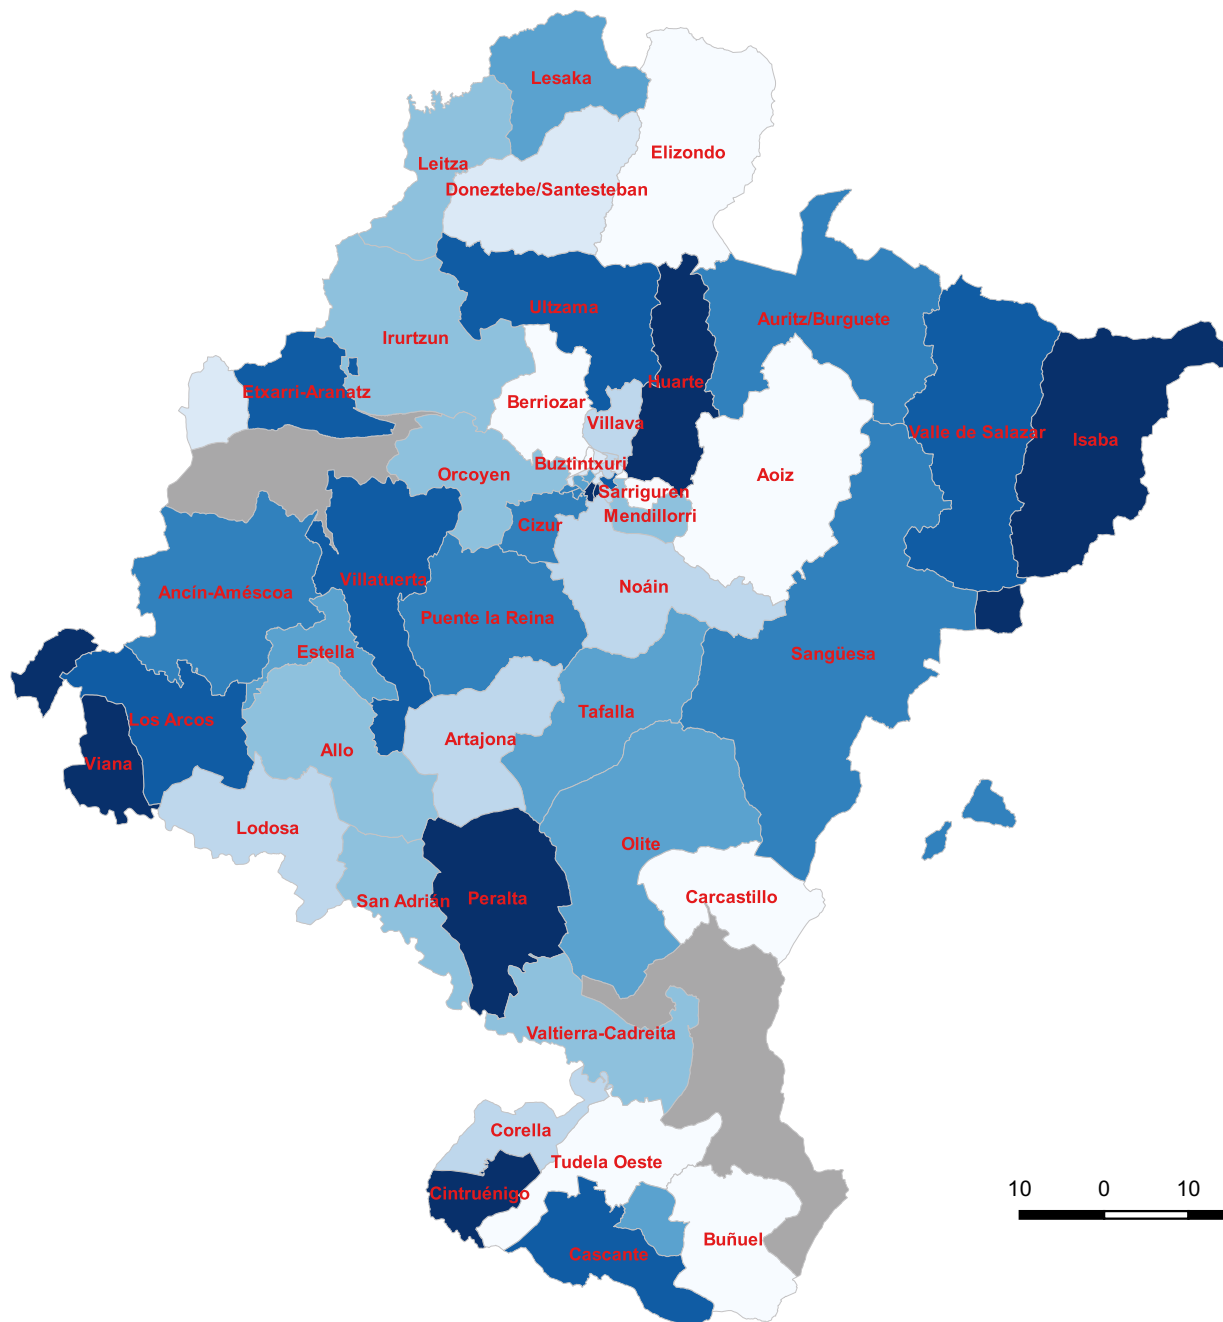 Lesaka
Elizondo
Leitza
Doneztebe/Santesteban
Ultzama
Auritz/Burguete
Irurtzun
Huarte
Etxarri-Aranatz
Berriozar
Villava
Valle de Salazar
Isaba
Buztintxuri
Orcoyen
Aoiz
Sarriguren
Mendillorri
Cizur
Villatuerta
Noáin
Ancín-Améscoa
Puente la Reina
Estella
Sangüesa
Tafalla
Los Arcos
Artajona
Allo
Viana
Lodosa
Olite
San Adrián
Peralta
Carcastillo
Valtierra-Cadreita
Corella
Tudela Oeste
Cintruénigo
10 0 10
Buñuel
Cascante